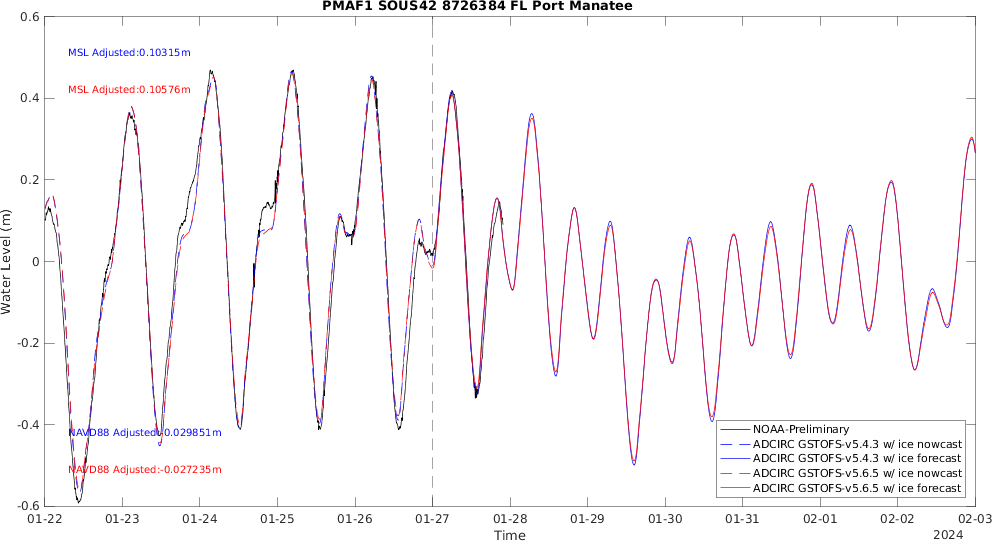 PMAF1 SOUS42 8726384 FL Port Manatee
0.6
0.4
0.2
0
-0.2
-0.4
-0.6
Water Level (m)
MSL Adjusted:0.10315m
MSL Adjusted:0.10576m
NAVD88 Adjusted:-0.029851m
NAVD88 Adjusted:-0.027235m
NOAA-Preliminary
ADCIRC GSTOFS-v5.4.3 w/ ice nowcast
ADCIRC GSTOFS-v5.4.3 w/ ice forecast
ADCIRC GSTOFS-v5.6.5 w/ ice nowcast
ADCIRC GSTOFS-v5.6.5 w/ ice forecast
01-22 01-23 01-24 01-25 01-26 01-27 01-28 01-29 01-30 01-31 02-01 02-02 02-03
Time
2024